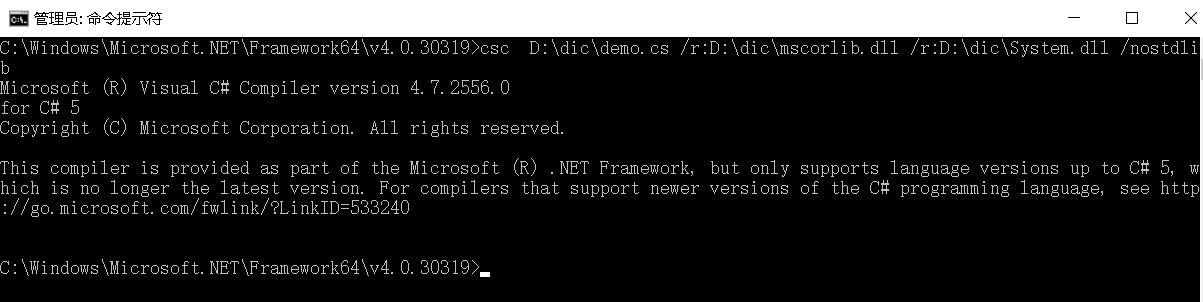 管理员: 命令提示符
C:\Windows\Microsoft.NET\Framework64\v4.0.30319>csc  D:\dic\demo.cs /r:D:\dic\mscorlib.dll /r:D:\dic\System.dll /nostdli
b
Microsoft (R) Visual C# Compiler version 4.7.2556.0
for C# 5
Copyright (C) Microsoft Corporation. All rights reserved.
This compiler is provided as part of the Microsoft (R) .NET Framework, but only supports language versions up to C# 5, w
hich is no longer the latest version. For compilers that support newer versions of the C# programming language, see http
://go.microsoft.com/fwlink/?LinkID=533240
C:\Windows\Microsoft.NET\Framework64\v4.0.30319>